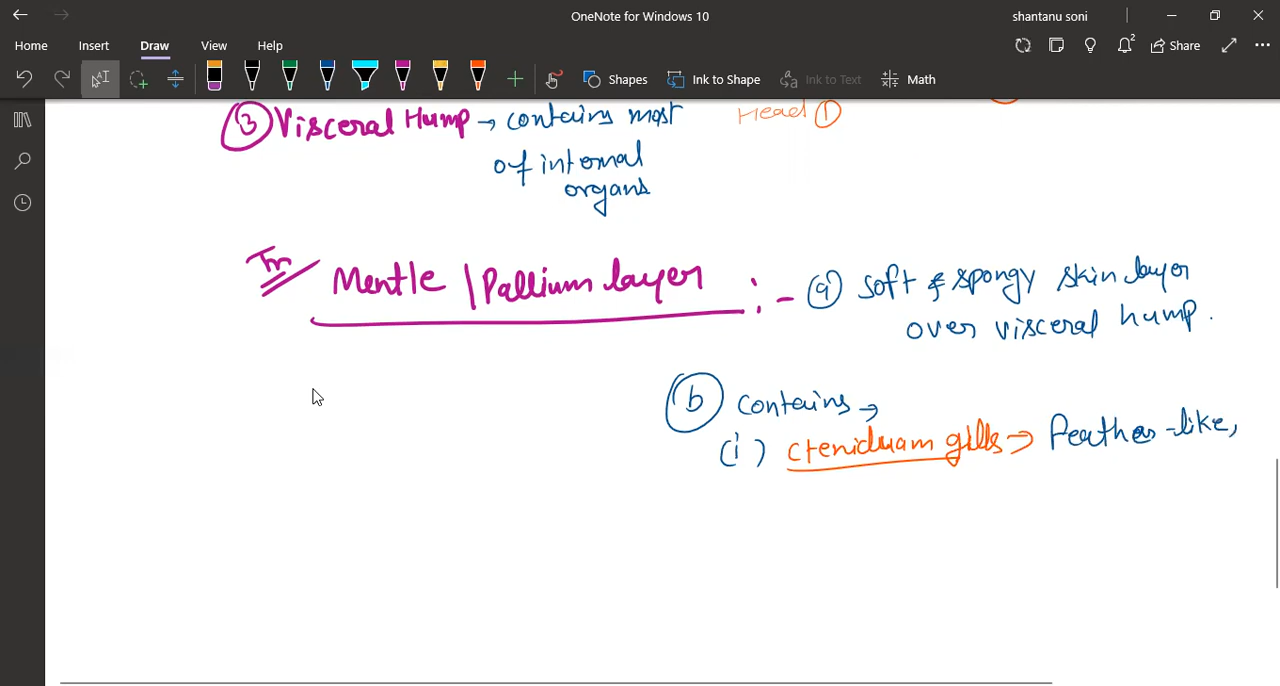 OneNote for Windows 10
shantanu soni
Home Insert Draw View Help
Share
Shapes Ink to Shape Ink to Text Math
③ Visceral Hump → contains most
of internal
organs
Head ①
Im
Mentle / Pallium layer :- ⓐ soft & spongy skin layer
over visceral hump.
ⓑ contains →
(i) cteniduam gills → Feather-like,